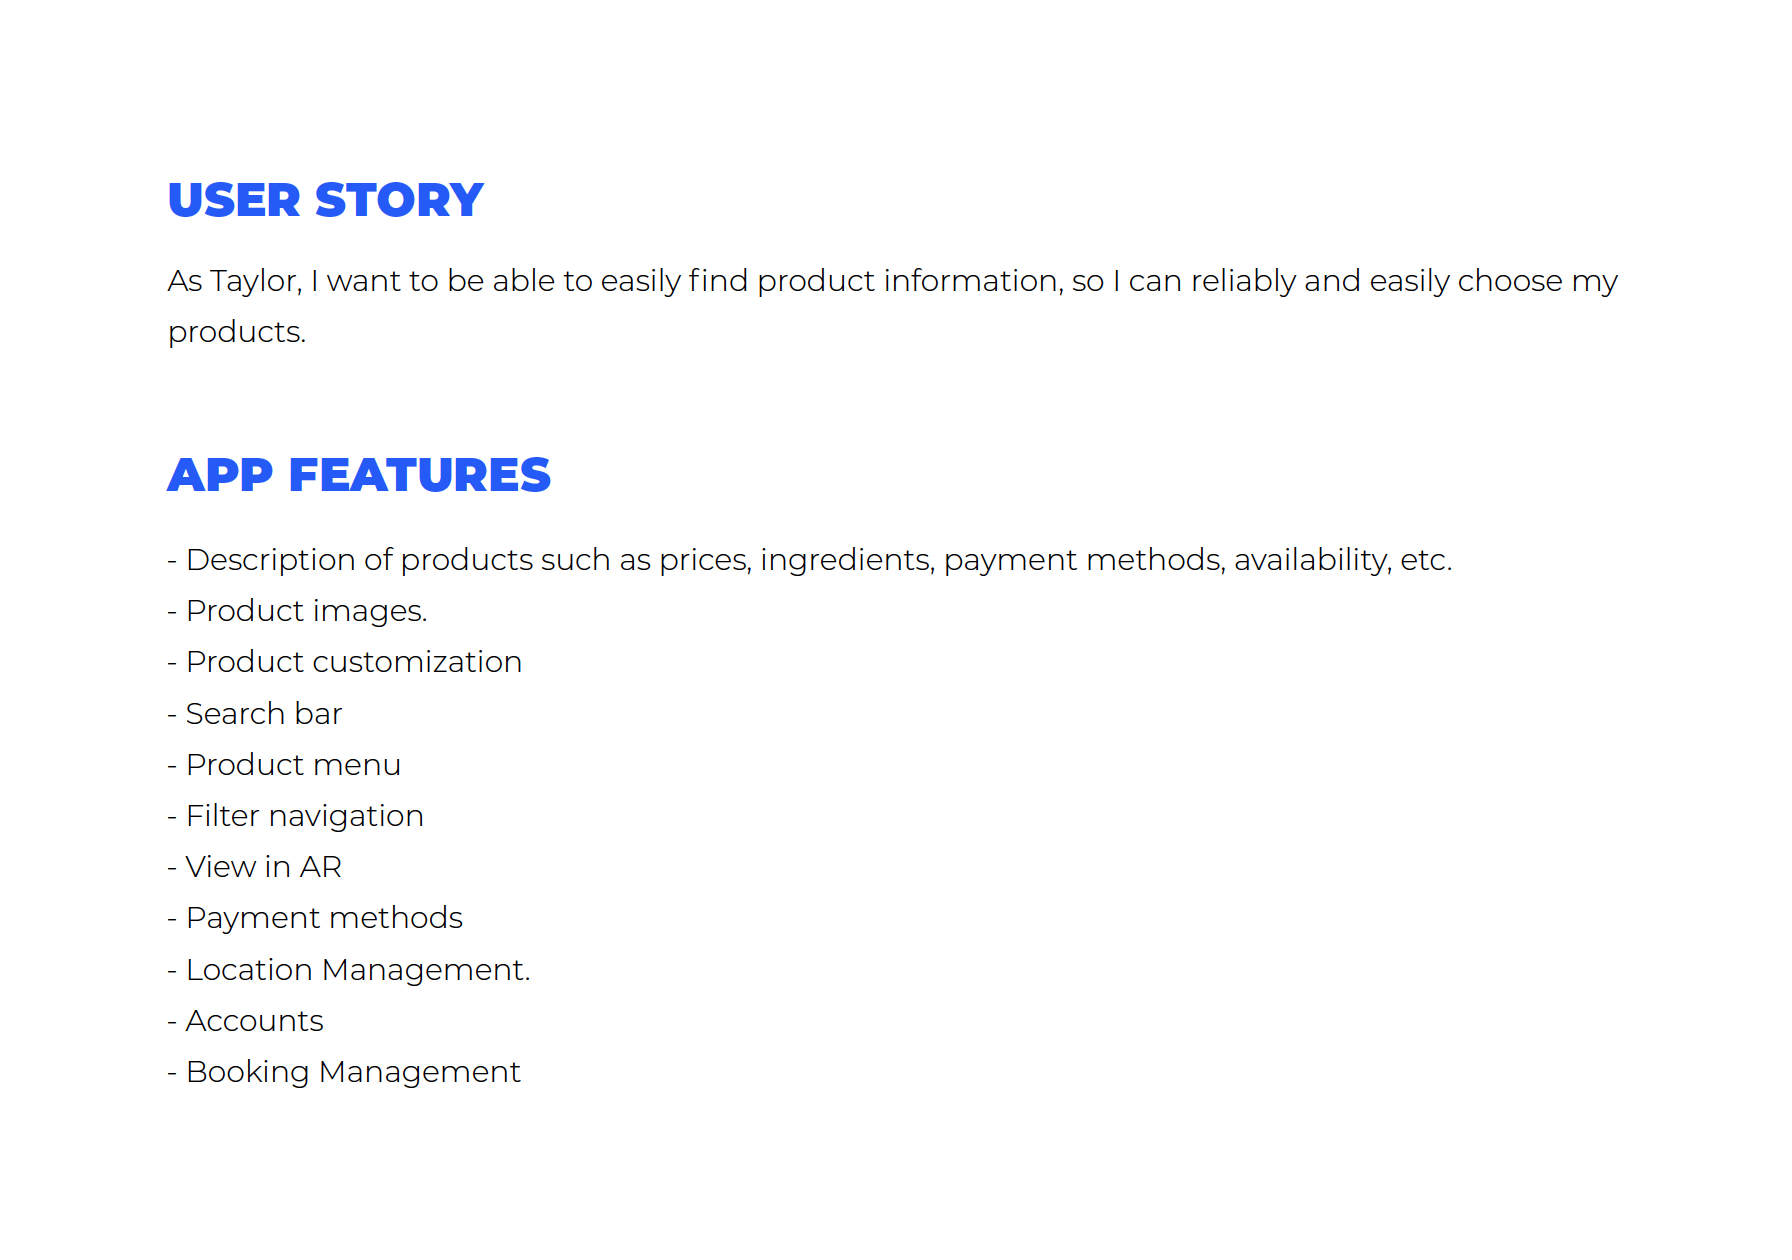 USER STORY
As Taylor, I want to be able to easily find product information, so I can reliably and easily choose my
products.
APP FEATURES
- Description of products such as prices, ingredients, payment methods, availability, etc.
- Product images.
- Product customization
- Search bar
- Product menu
- Filter navigation
- View in AR
- Payment methods
- Location Management.
- Accounts
- Booking Management